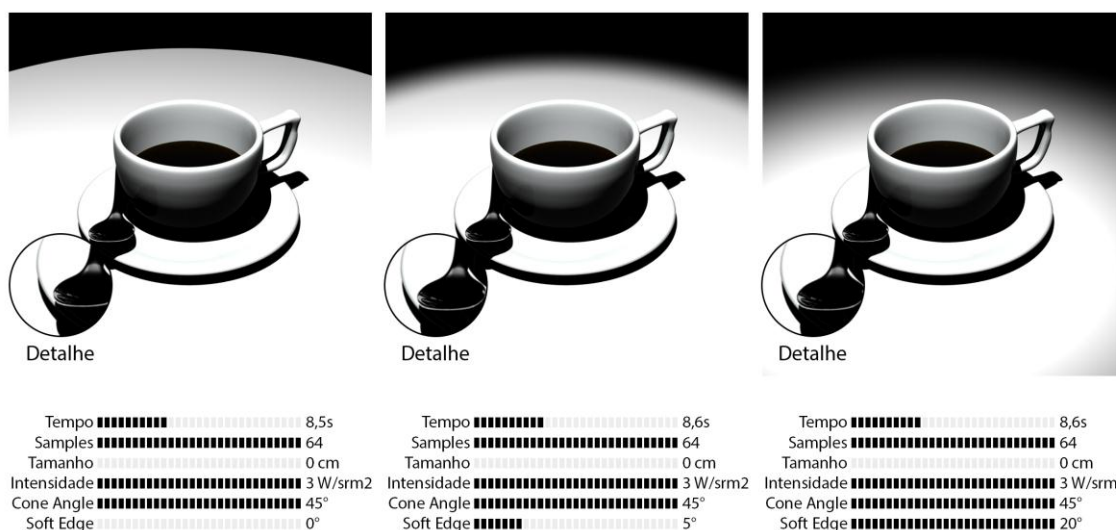 Detalhe
Tempo 8,5s
Samples 64
Tamanho 0 cm
Intensidade 3 W/srm2
Cone Angle 45°
Soft Edge 0°
Detalhe
Tempo 8,6s
Samples 64
Tamanho 0 cm
Intensidade 3 W/srm2
Cone Angle 45°
Soft Edge 5°
Detalhe
Tempo 8,6s
Samples 64
Tamanho 0 cm
Intensidade 3 W/srm
Cone Angle 45°
Soft Edge 20°